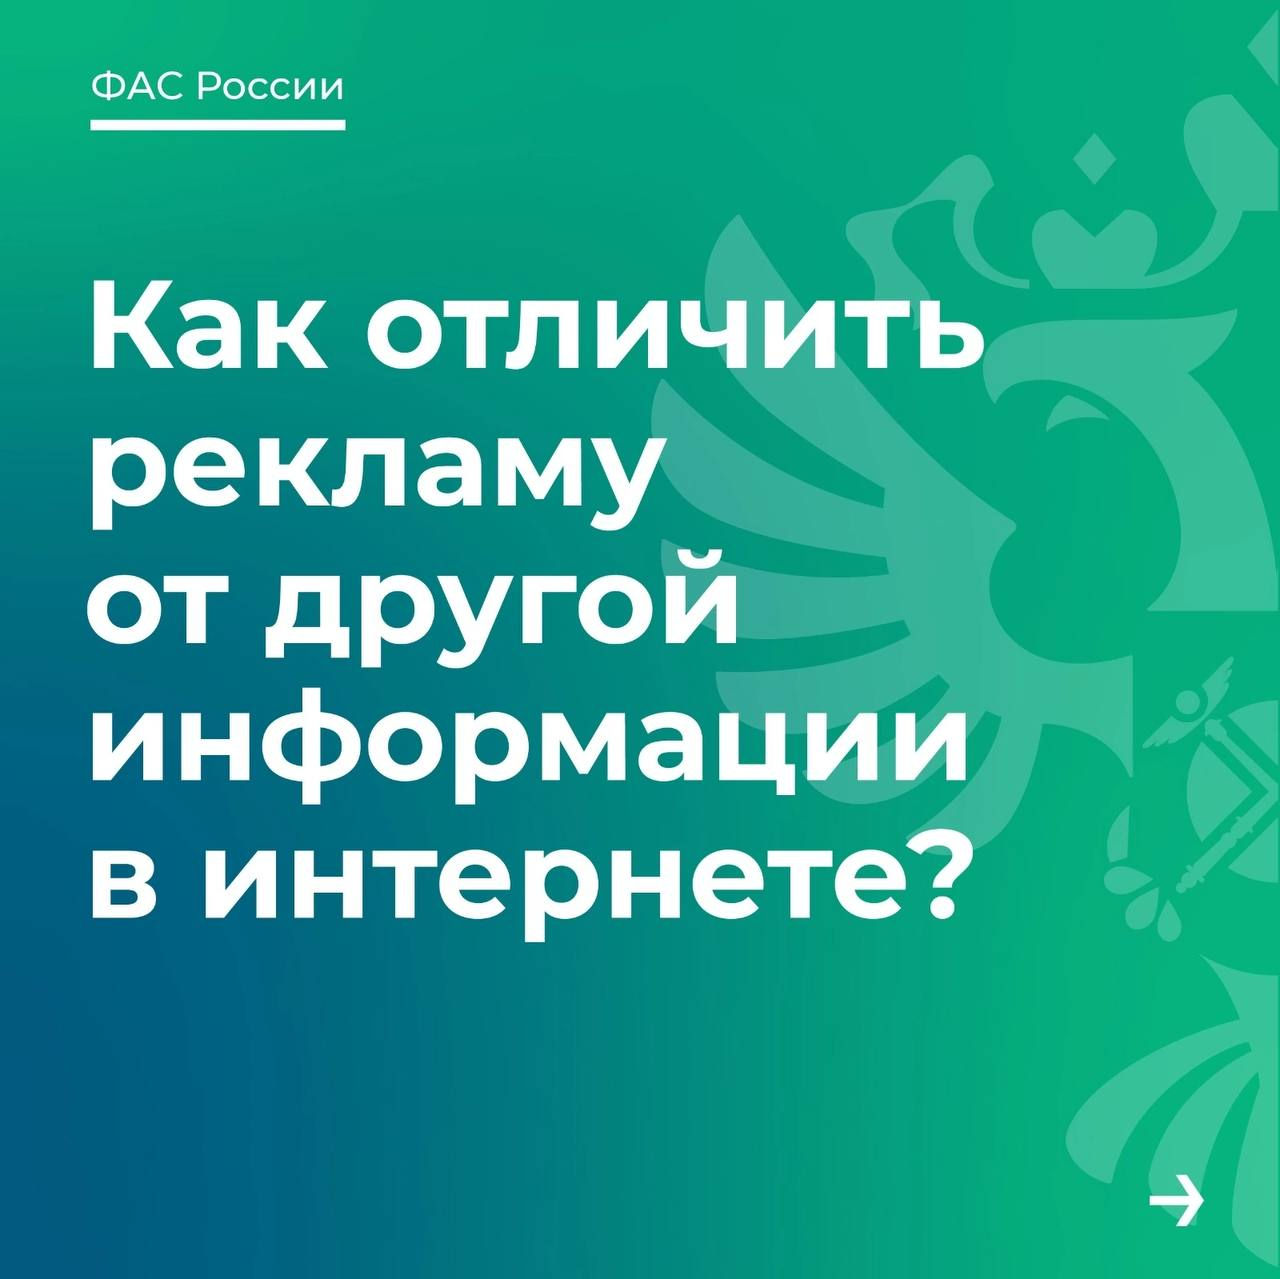 ФАС России
Как отличить
рекламу
от другой
информации
в интернете?